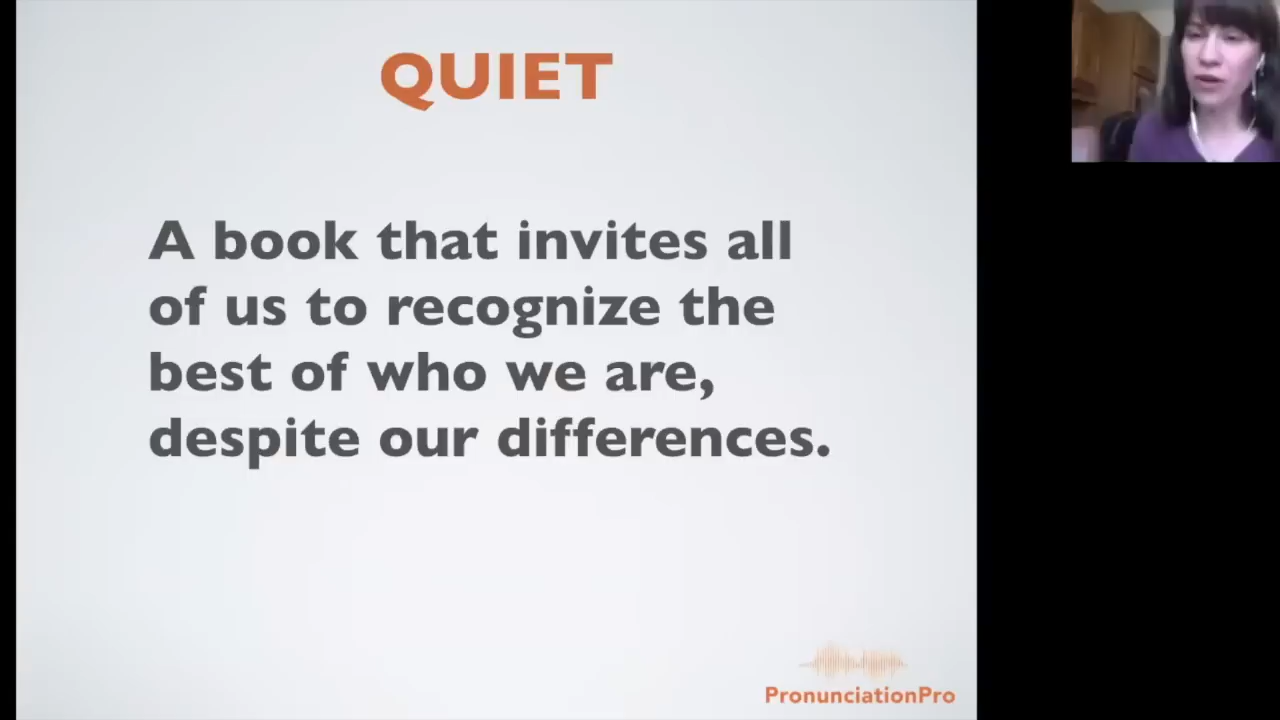 QUIET
A book that invites all
of us to recognize the
best of who we are,
despite our differences.
PronunciationPro